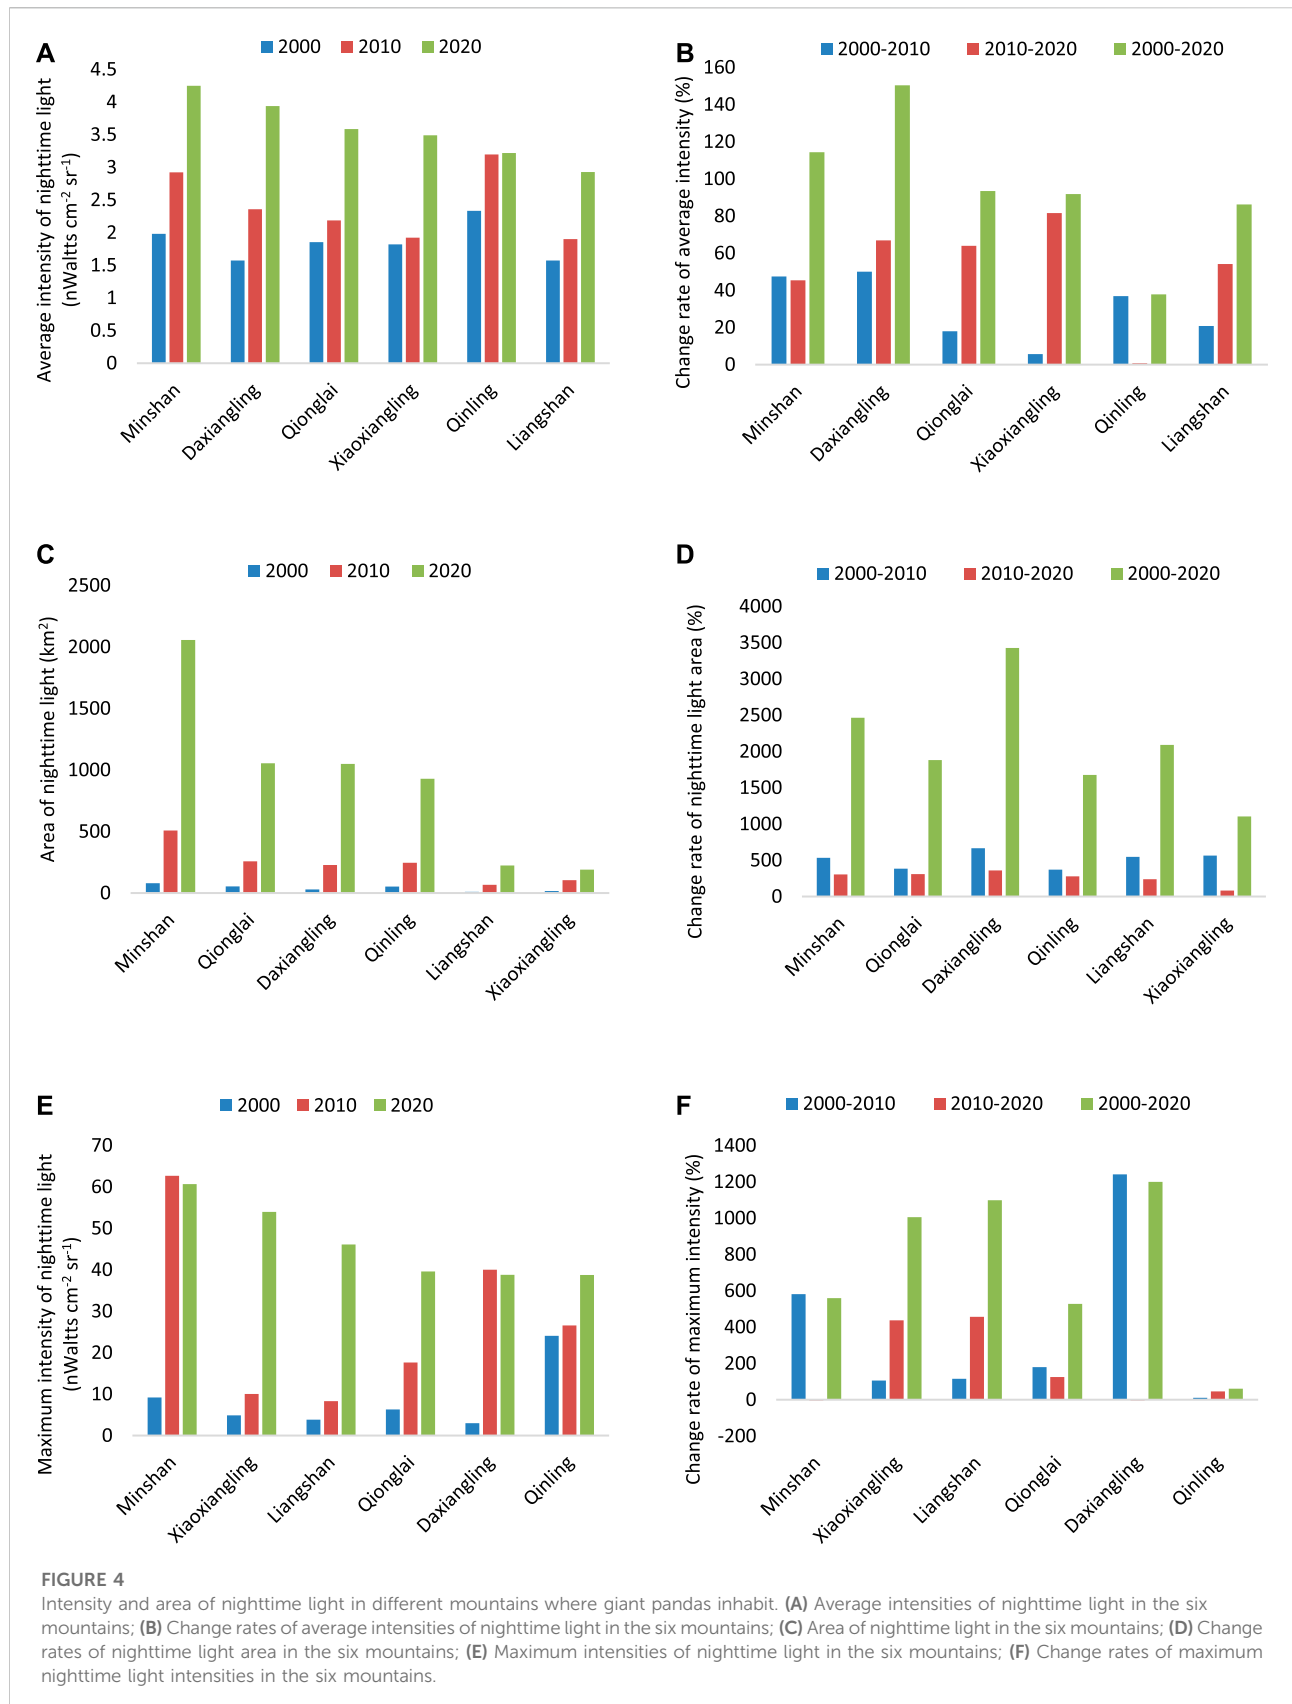 A
2000 2010 2020
Average intensity of nighttime light
(nWaltts cm⁻² sr⁻¹)
4.5
4
3.5
3
2.5
2
1.5
1
0.5
0
Minshan
Daxiangling
Qionglai
Xiaoxiangling
Qinling
Liangshan
B
2000-2010 2010-2020 2000-2020
Change rate of average intensity (%)
160
140
120
100
80
60
40
20
0
Minshan
Daxiangling
Qionglai
Xiaoxiangling
Qinling
Liangshan
C
2000 2010 2020
Area of nighttime light (km²)
2500
2000
1500
1000
500
0
Minshan
Qionglai
Daxiangling
Qinling
Liangshan
Xiaoxiangling
D
2000-2010 2010-2020 2000-2020
Change rate of nighttime light area (%)
4000
3500
3000
2500
2000
1500
1000
500
0
Minshan
Qionglai
Daxiangling
Qinling
Liangshan
Xiaoxiangling
E
2000 2010 2020
Maximum intensity of nighttime light
(nWaltts cm⁻² sr⁻¹)
70
60
50
40
30
20
10
0
Minshan
Xiaoxiangling
Liangshan
Qionglai
Daxiangling
Qinling
F
2000-2010 2010-2020 2000-2020
Change rate of maximum intensity (%)
1400
1200
1000
800
600
400
200
0
-200
Minshan
Xiaoxiangling
Liangshan
Qionglai
Daxiangling
Qinling
FIGURE 4
Intensity and area of nighttime light in different mountains where giant pandas inhabit. (A) Average intensities of nighttime light in the six
mountains; (B) Change rates of average intensities of nighttime light in the six mountains; (C) Area of nighttime light in the six mountains; (D) Change
rates of nighttime light area in the six mountains; (E) Maximum intensities of nighttime light in the six mountains; (F) Change rates of maximum
nighttime light intensities in the six mountains.